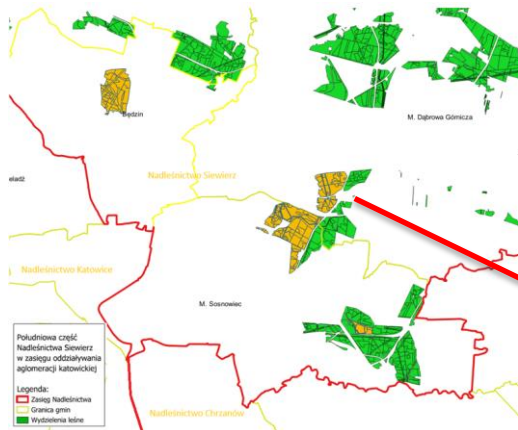 Będzin
M. Dąbrowa Górnicza
eladź
Nadleśnictwo Siewierz
Nadleśnictwo Katowice
M. Sosnowiec
Południowa część
Nadleśnictwa Siewierz
w zasięgu oddziaływania
aglomeracji katowickiej
Legenda:
Zasięg Nadleśnictwa
Granica gmin
Wydzielenia leśne
Nadleśnictwo Chrzanów